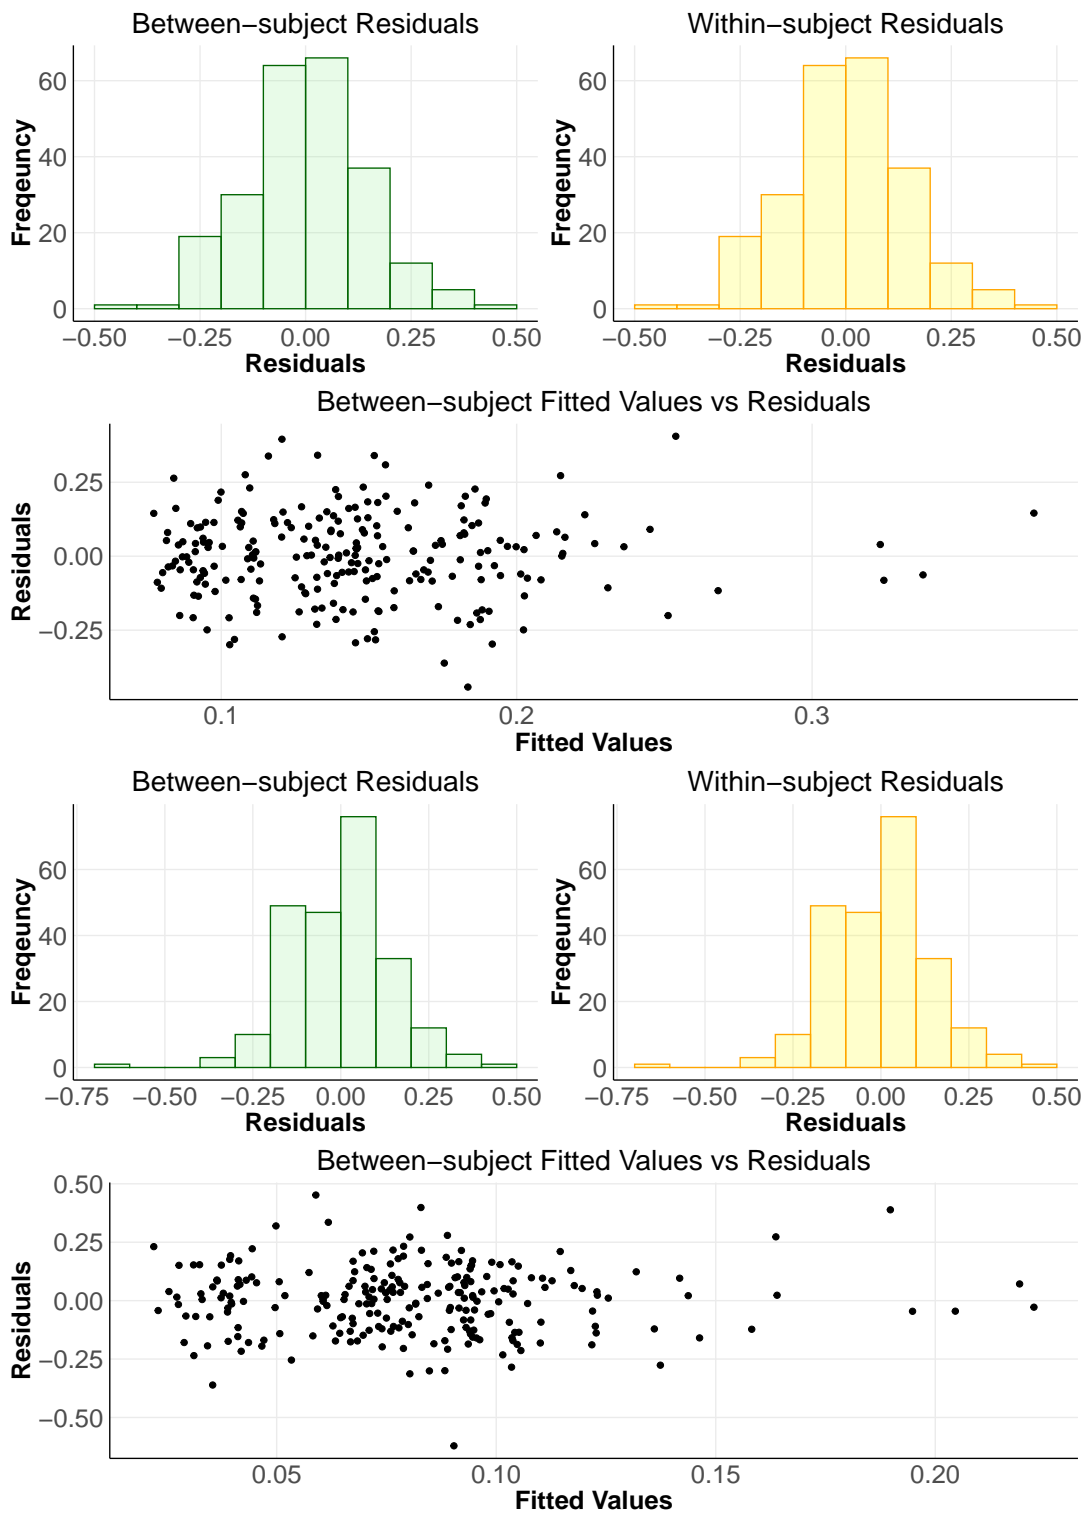 Between−subject Residuals
Within−subject Residuals
Freqeuncy
60
40
20
0
−0.50 −0.25 0.00 0.25 0.50
Residuals
Freqeuncy
60
40
20
0
−0.50 −0.25 0.00 0.25 0.50
Residuals
Between−subject Fitted Values vs Residuals
Residuals
0.25
0.00
−0.25
0.1 0.2 0.3
Fitted Values
Between−subject Residuals
Within−subject Residuals
Freqeuncy
60
40
20
0
−0.75 −0.50 −0.25 0.00 0.25 0.50
Residuals
Freqeuncy
60
40
20
0
−0.75 −0.50 −0.25 0.00 0.25 0.50
Residuals
Between−subject Fitted Values vs Residuals
Residuals
0.50
0.25
0.00
−0.25
−0.50
0.05 0.10 0.15 0.20
Fitted Values